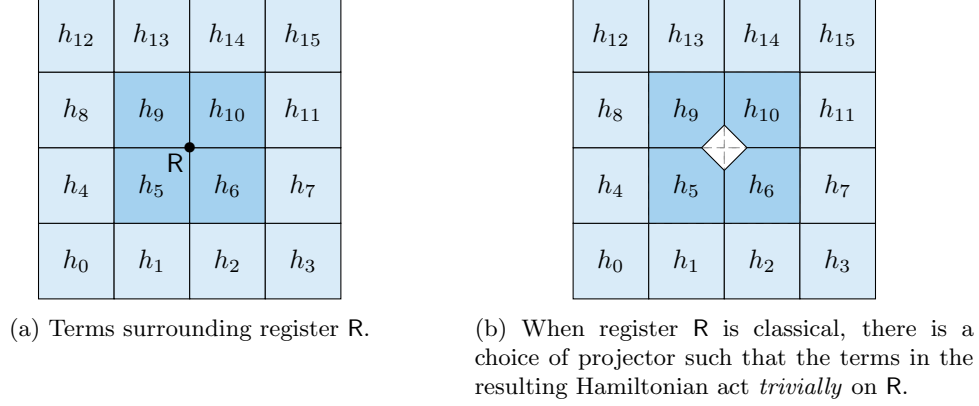 h12 h13 h14 h15
h8 h9 h10 h11
R
h4 h5 h6 h7
h0 h1 h2 h3
(a) Terms surrounding register R.
h12 h13 h14 h15
h8 h9 h10 h11
h4 h5 h6 h7
h0 h1 h2 h3
(b) When register R is classical, there is a
choice of projector such that the terms in the
resulting Hamiltonian act trivially on R.